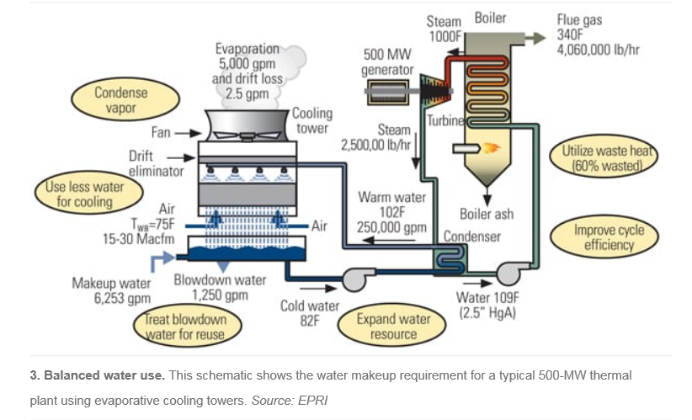 Steam
1000F
Boiler
Flue gas
340F
4,060,000 lb/hr
Evaporation
5,000 gpm
and drift loss
2.5 gpm
500 MW
generator
Condense
vapor
Fan
Cooling
tower
Turbine
Steam
2,500,00 lb/hr
Drift
eliminator
Utilize waste heat
(60% wasted)
Use less water
for cooling
Air
TWB=75F
15-30 Macfm
Air
Warm water
102F
250,000 gpm
Boiler ash
Condenser
Improve cycle
efficiency
Makeup water
6,253 gpm
Blowdown water
1,250 gpm
Cold water
82F
Water 109F
(2.5" HgA)
Treat blowdown
water for reuse
Expand water
resource
3. Balanced water use. This schematic shows the water makeup requirement for a typical 500-MW thermal
plant using evaporative cooling towers. Source: EPRI